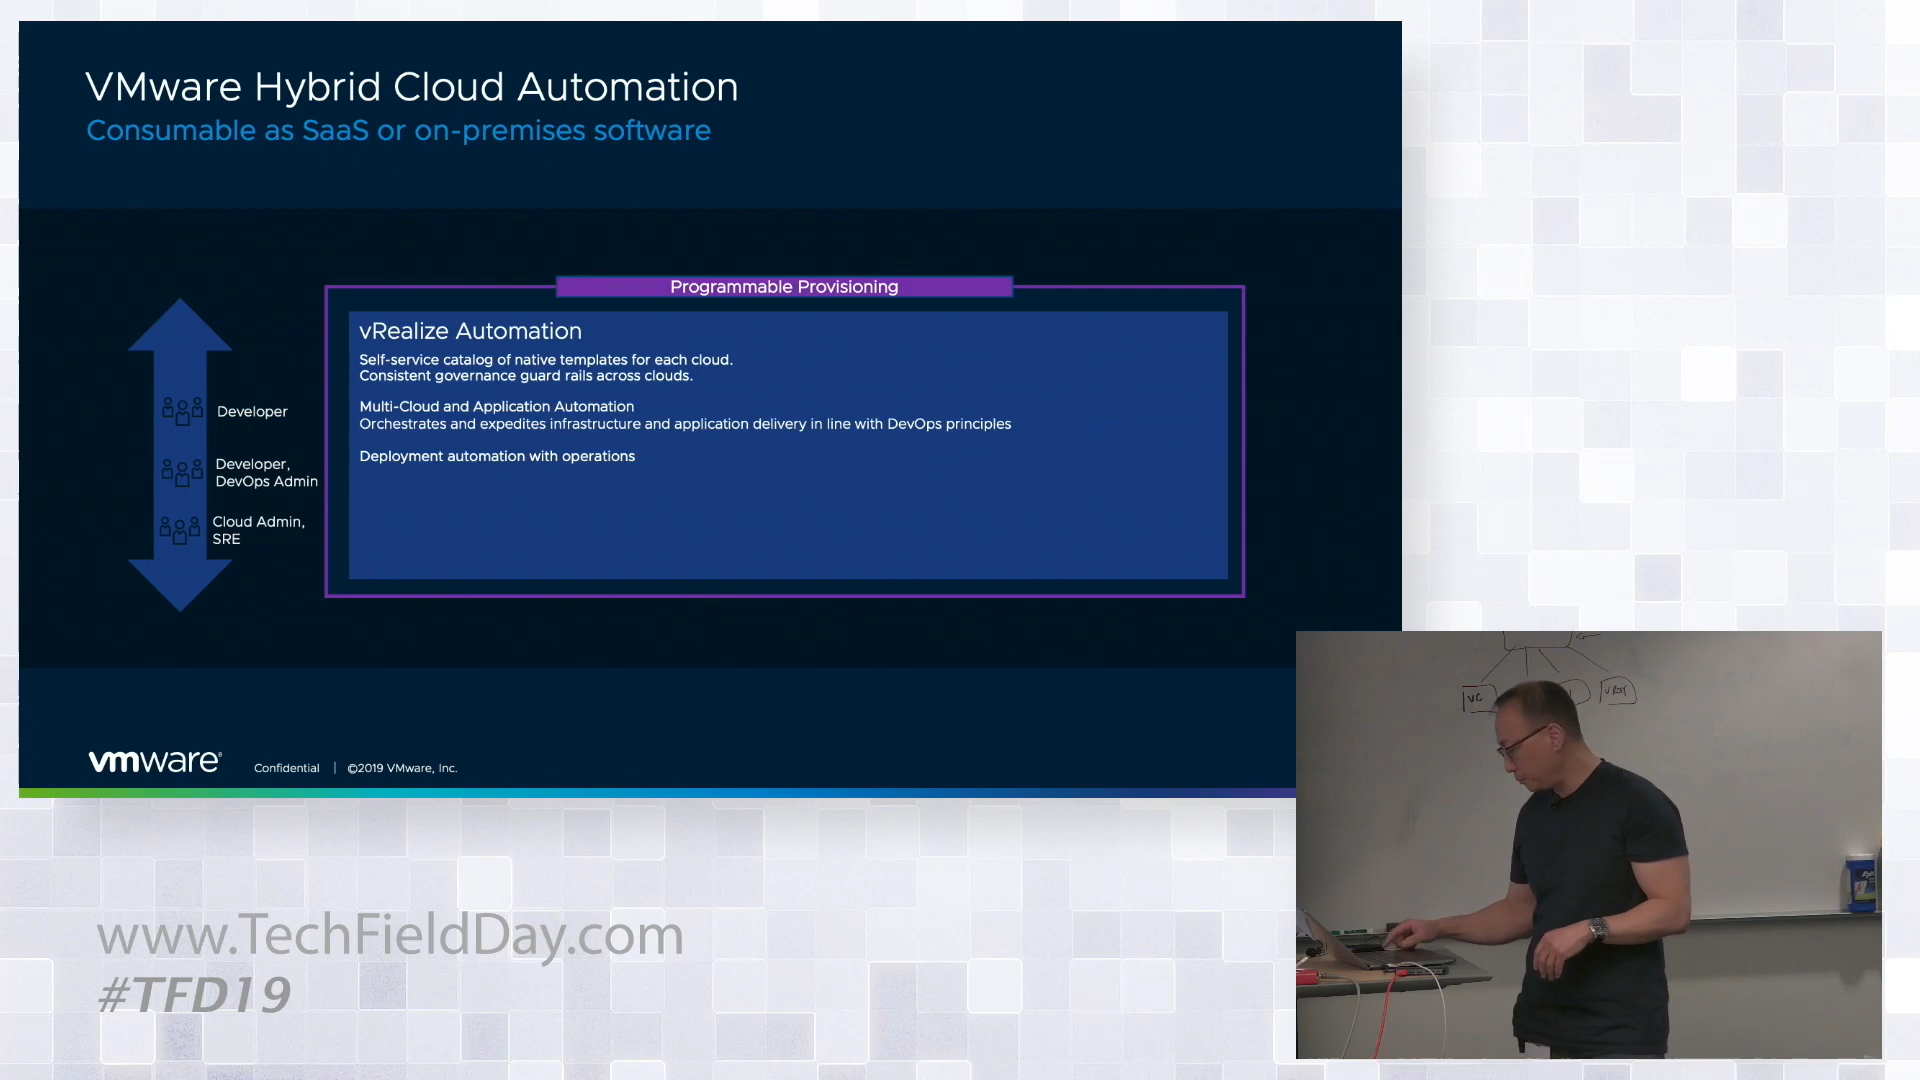 VMware Hybrid Cloud Automation
Consumable as SaaS or on-premises software
Programmable Provisioning
vRealize Automation
Self-service catalog of native templates for each cloud.
Consistent governance guard rails across clouds.
Multi-Cloud and Application Automation
Orchestrates and expedites infrastructure and application delivery in line with DevOps principles
Deployment automation with operations
Developer
Developer,
DevOps Admin
Cloud Admin,
SRE
vmware®
Confidential | ©2019 VMware, Inc.
VC
www.TechFieldDay.com
#TFD19